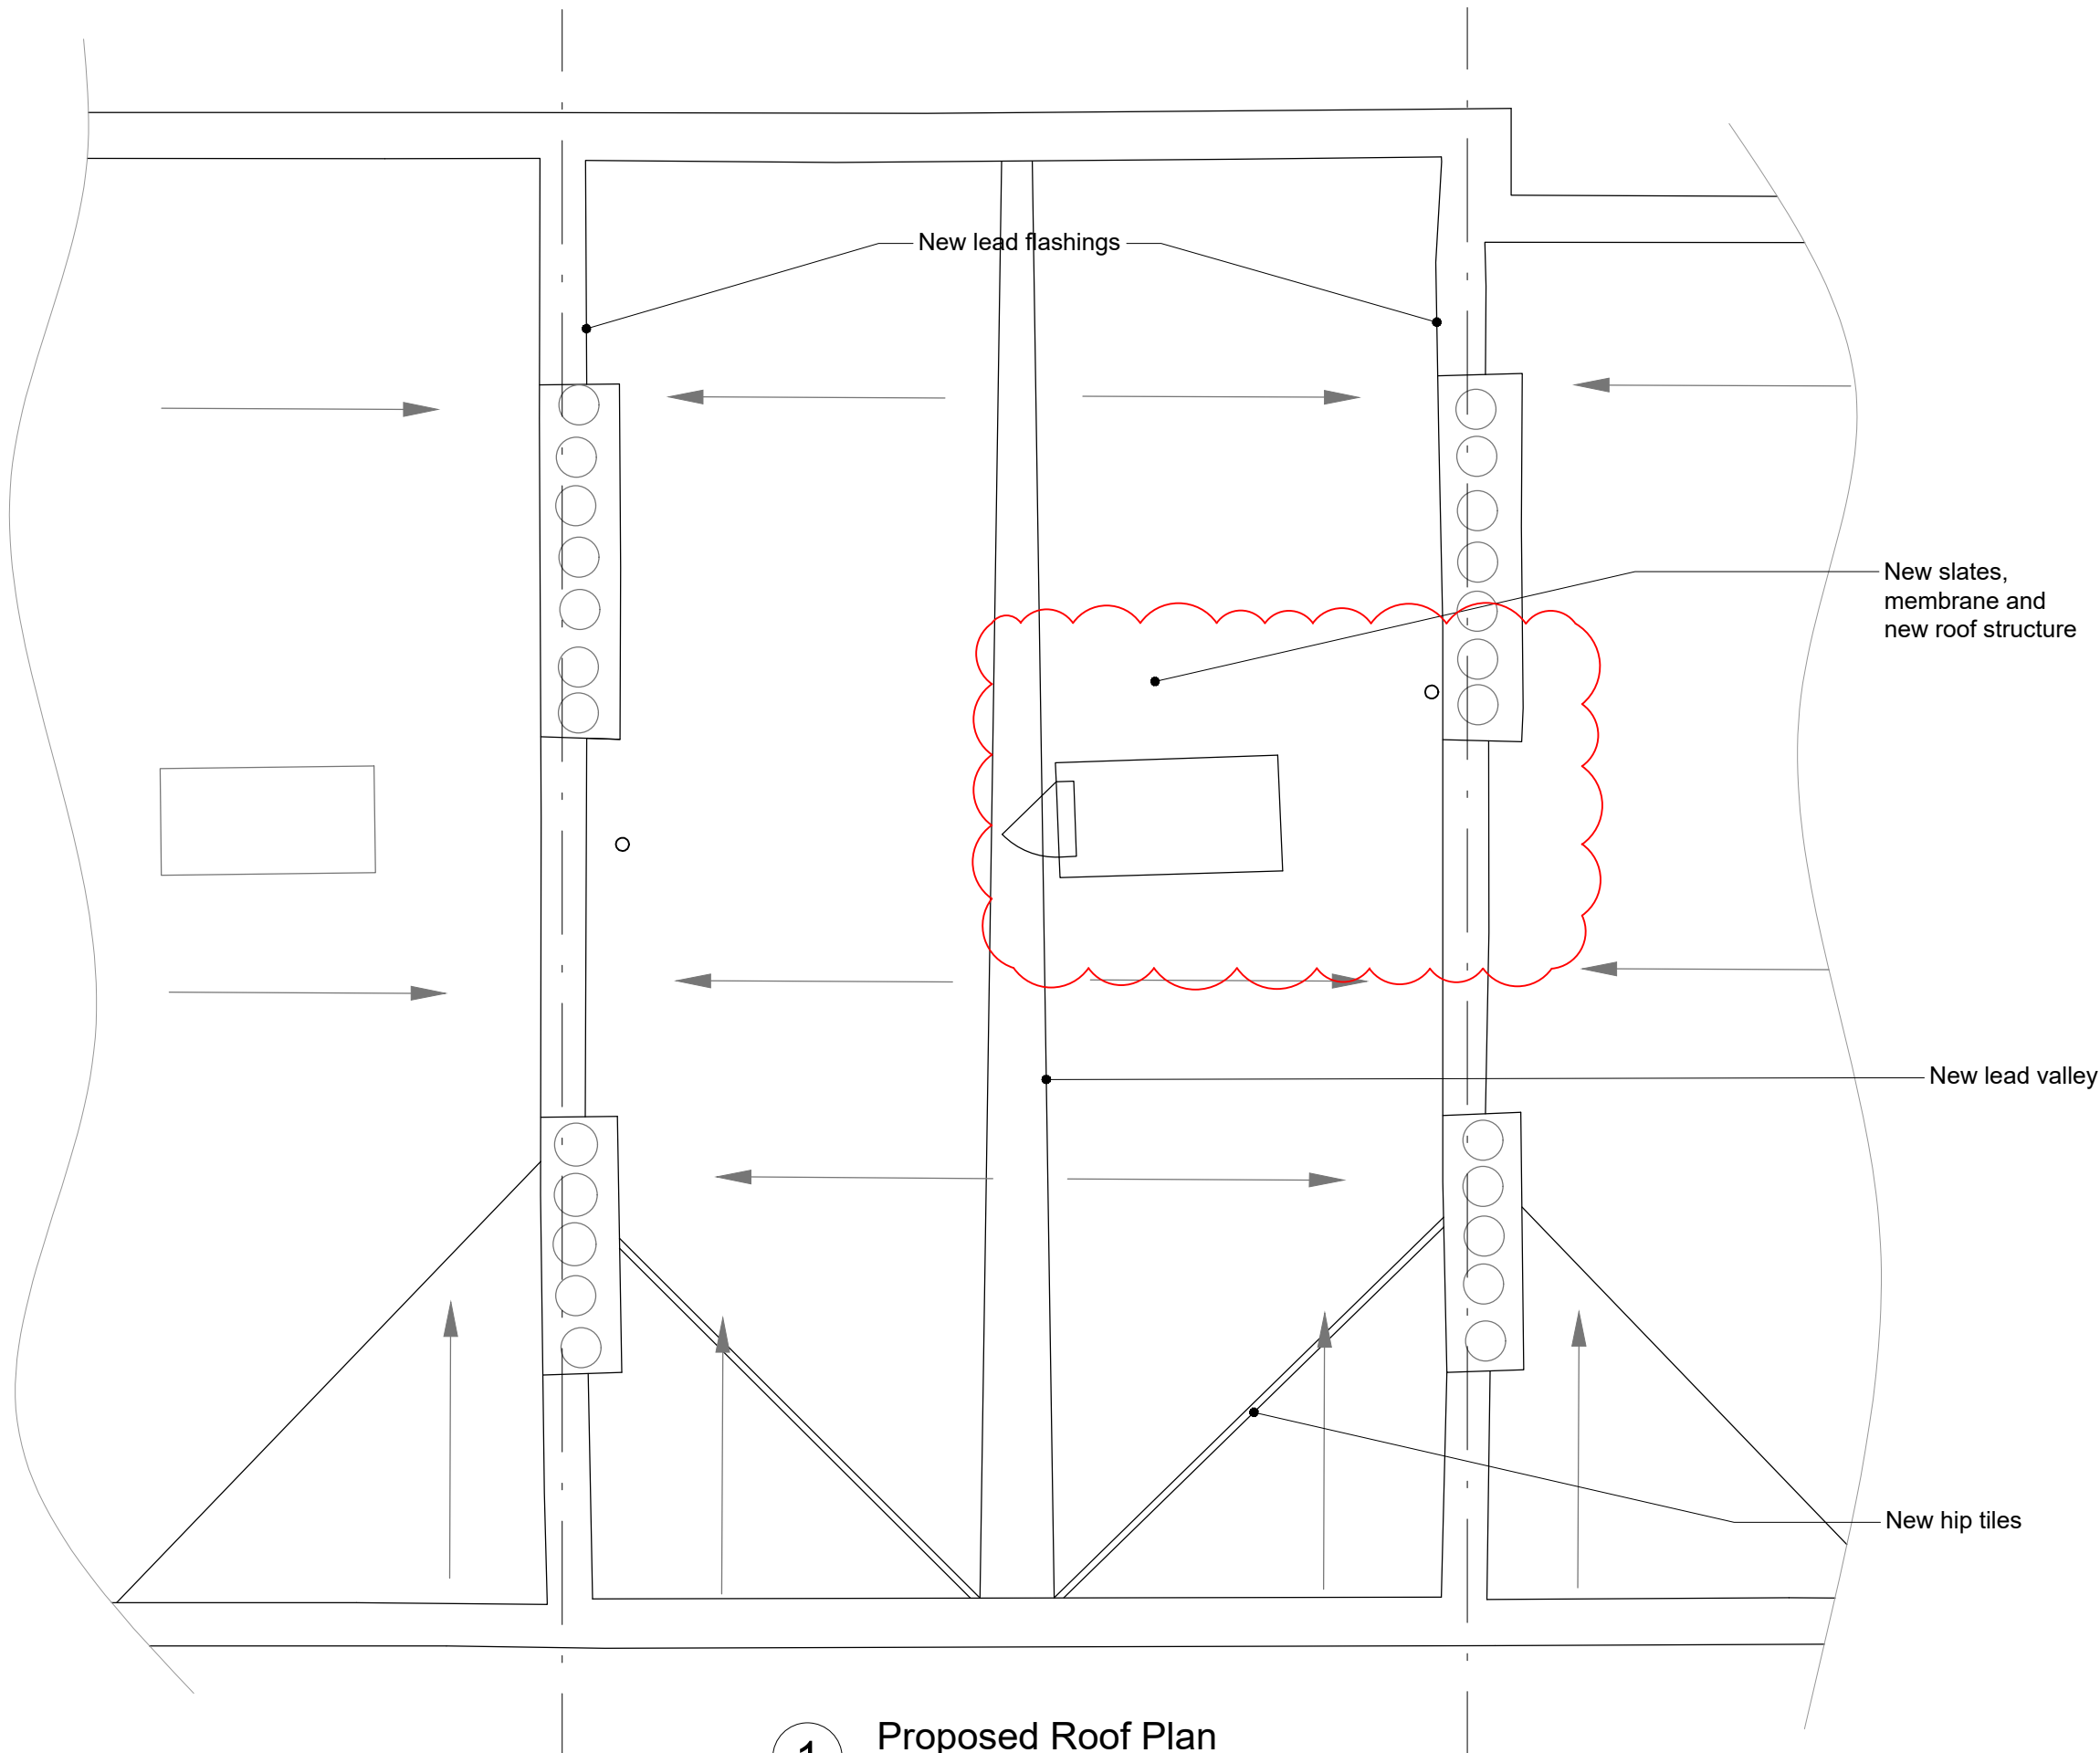 New lead flashings
New slates,
membrane and
new roof structure
New lead valley
New hip tiles
1
Proposed Roof Plan